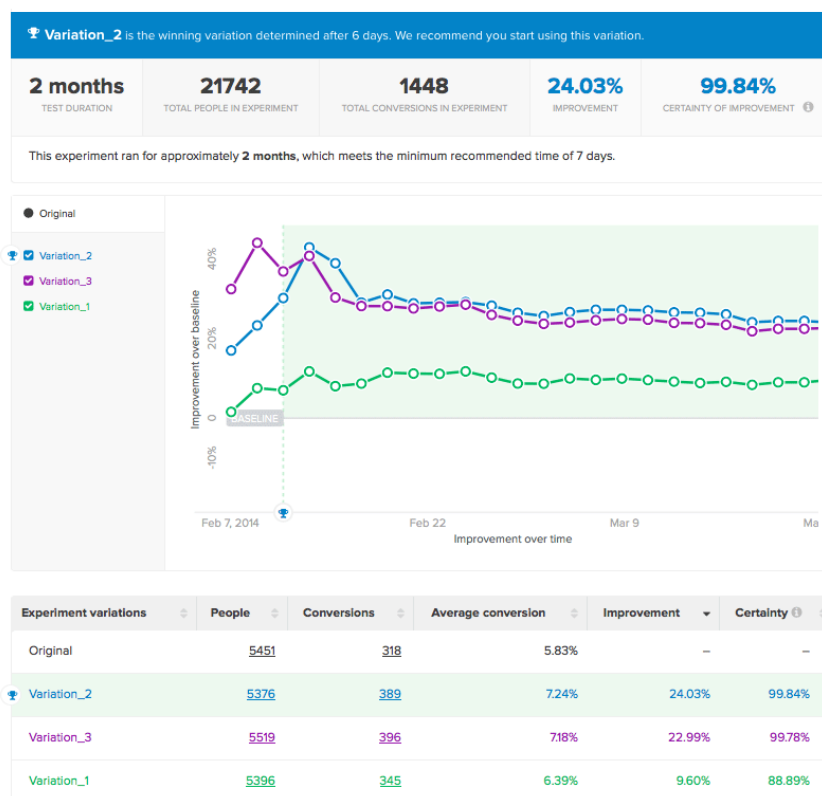 Variation_2 is the winning variation determined after 6 days. We recommend you start using this variation.
2 months
TEST DURATION
21742
TOTAL PEOPLE IN EXPERIMENT
1448
TOTAL CONVERSIONS IN EXPERIMENT
24.03%
IMPROVEMENT
99.84%
CERTAINTY OF IMPROVEMENT
This experiment ran for approximately 2 months, which meets the minimum recommended time of 7 days.
Original
Variation_2
Variation_3
Variation_1
Improvement over baseline
40%
20%
0
-10%
BASELINE
Feb 7, 2014
Feb 22
Mar 9
Ma
Improvement over time
Experiment variations People Conversions Average conversion Improvement Certainty
Original 5451 318 5.83% – –
Variation_2 5376 389 7.24% 24.03% 99.84%
Variation_3 5519 396 7.18% 22.99% 99.78%
Variation_1 5396 345 6.39% 9.60% 88.89%